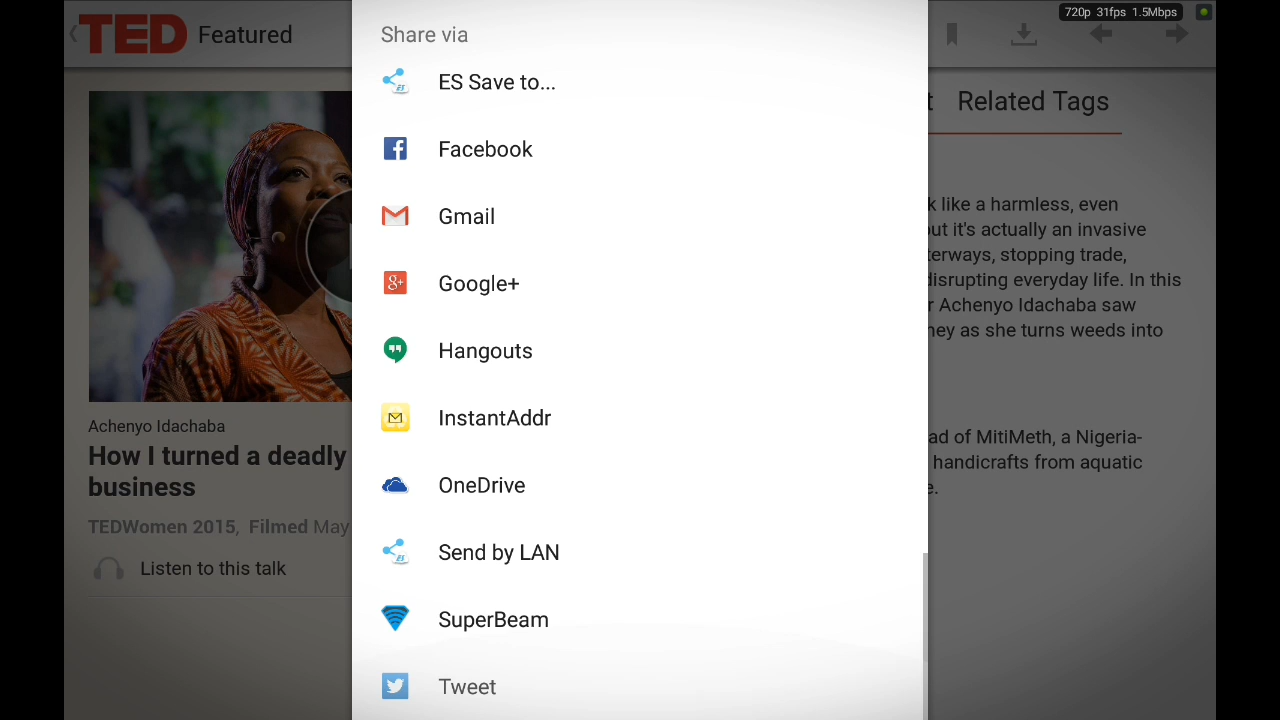 720p 31fps 1.5Mbps
TED Featured
Share via
ES Save to...
Facebook
Gmail
Google+
Hangouts
InstantAddr
OneDrive
Send by LAN
SuperBeam
Tweet
Achenyo Idachaba
How I turned a deadly
business
TEDWomen 2015, Filmed May
Listen to this talk
t Related Tags
k like a harmless, even
out it's actually an invasive
terways, stopping trade,
disrupting everyday life. In this
r Achenyo Idachaba saw
ney as she turns weeds into
ad of MitiMeth, a Nigeria-
handicrafts from aquatic
e.